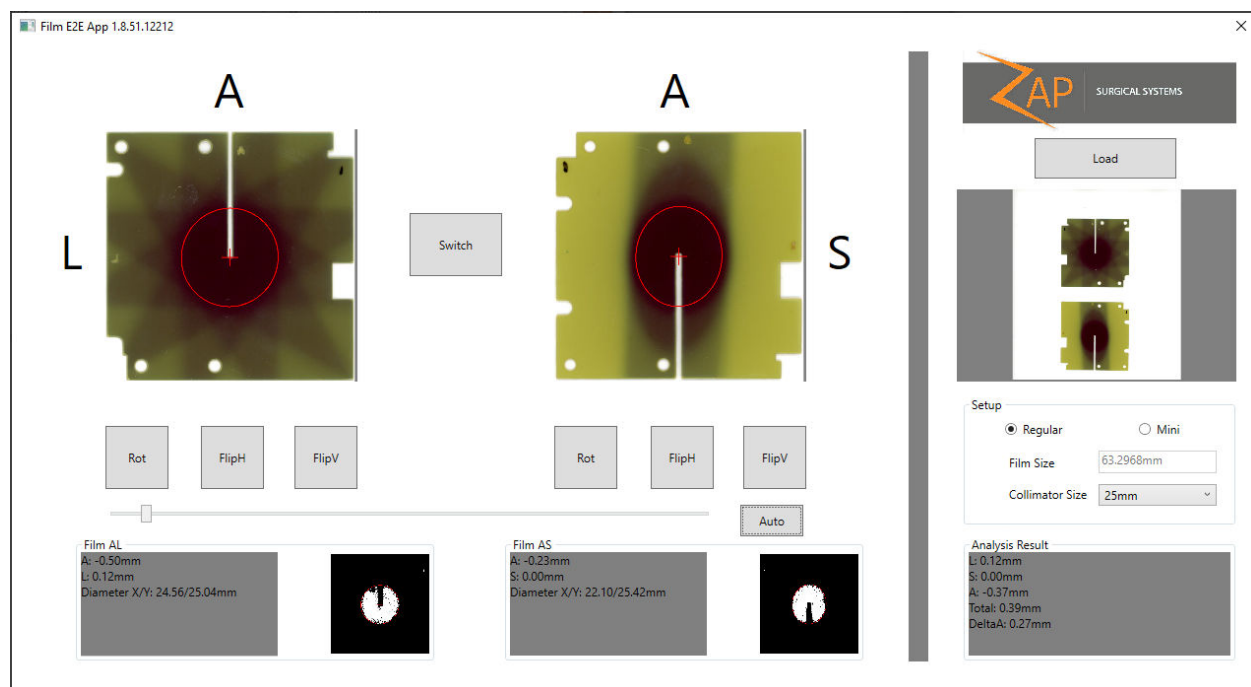 Film E2E App 1.8.51.12212
A
A
L
S
Switch
Rot
FlipH
FlipV
Rot
FlipH
FlipV
Auto
Film AL
A: -0.50mm
L: 0.12mm
Diameter X/Y: 24.56/25.04mm
Film AS
A: -0.23mm
S: 0.00mm
Diameter X/Y: 22.10/25.42mm
ZAP SURGICAL SYSTEMS
Load
Setup
Regular
Mini
Film Size
63.2968mm
Collimator Size
25mm
Analysis Result
L: 0.12mm
S: 0.00mm
A: -0.37mm
Total: 0.39mm
DeltaA: 0.27mm